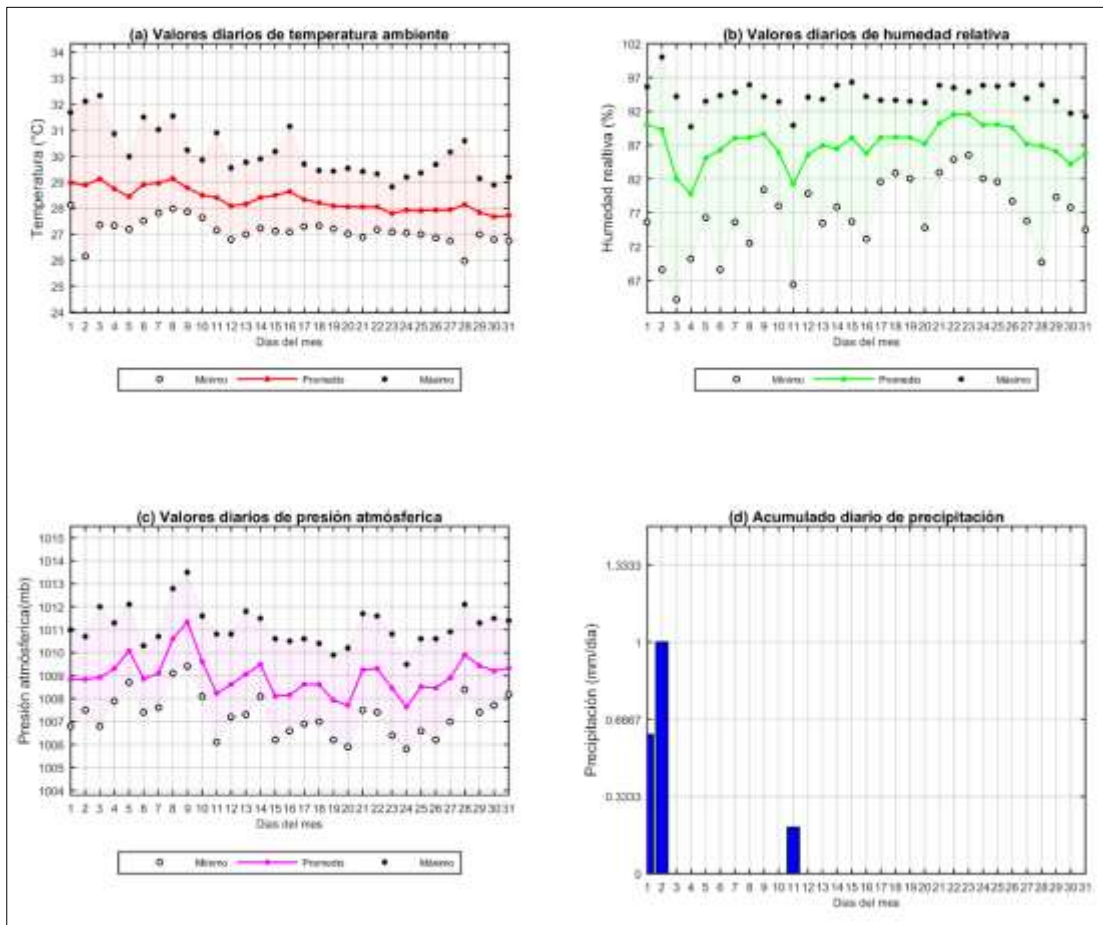 (a) Valores diarios de temperatura ambiente
Temperatura (°C)
34
33
32
31
30
29
28
27
26
25
24
1 2 3 4 5 6 7 8 9 10 11 12 13 14 15 16 17 18 19 20 21 22 23 24 25 26 27 28 29 30 31
Dias del mes
Minimo Promedio Máximo
(b) Valores diarios de humedad relativa
Humedad realtiva (%)
102
97
92
87
82
77
72
67
1 2 3 4 5 6 7 8 9 10 11 12 13 14 15 16 17 18 19 20 21 22 23 24 25 26 27 28 29 30 31
Dias del mes
Minimo Promedio Máximo
(c) Valores diarios de presión atmósferica
Presión atmósferica(mb)
1015
1014
1013
1012
1011
1010
1009
1008
1007
1006
1005
1004
1 2 3 4 5 6 7 8 9 10 11 12 13 14 15 16 17 18 19 20 21 22 23 24 25 26 27 28 29 30 31
Dias del mes
Minimo Promedio Máximo
(d) Acumulado diario de precipitación
Precipitación (mm/dia)
1.3333
1
0.6667
0.3333
0
1 2 3 4 5 6 7 8 9 10 11 12 13 14 15 16 17 18 19 20 21 22 23 24 25 26 27 28 29 30 31
Dias del mes